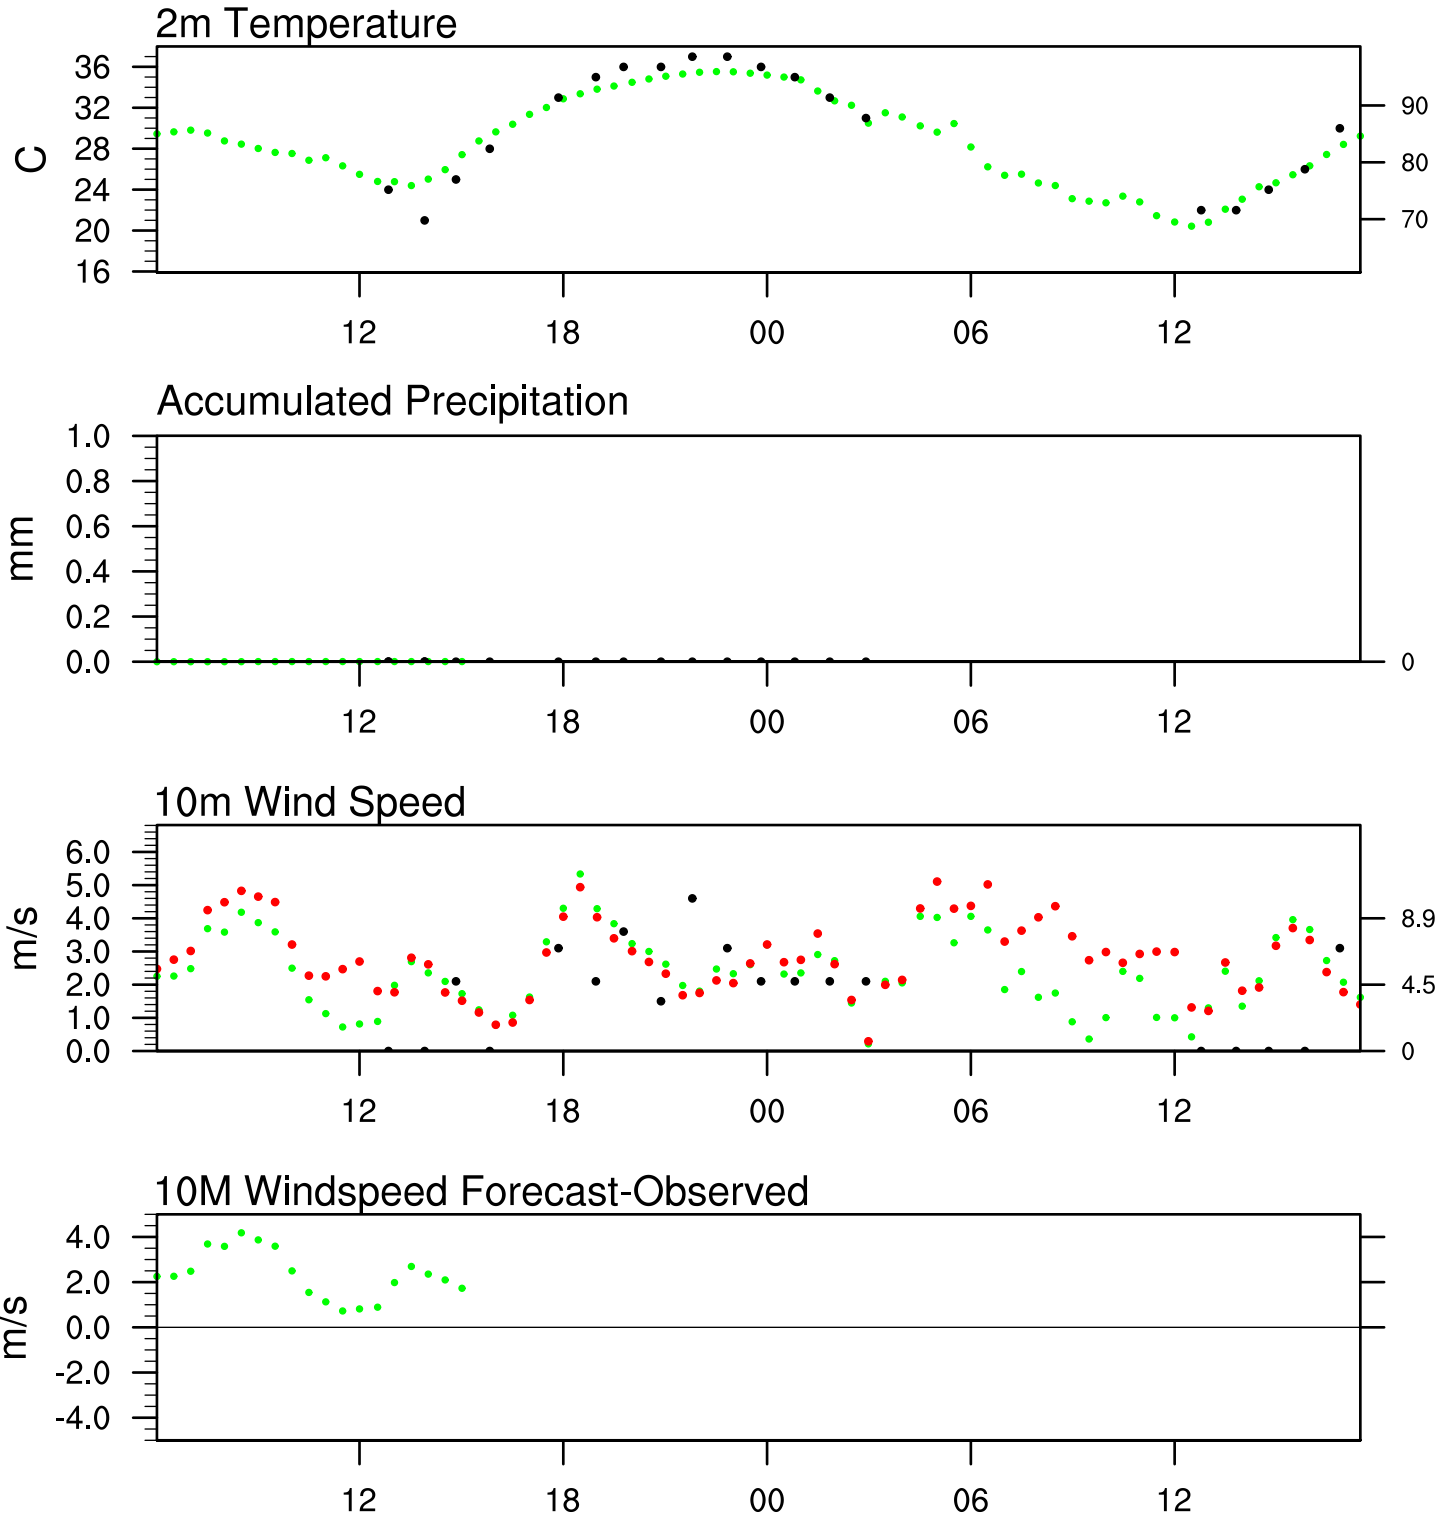 2m Temperature
C
36
32
28
24
20
16
90
80
70
12 18 00 06 12
Accumulated Precipitation
mm
1.0
0.8
0.6
0.4
0.2
0.0
0
12 18 00 06 12
10m Wind Speed
m/s
6.0
5.0
4.0
3.0
2.0
1.0
0.0
8.9
4.5
0
12 18 00 06 12
10M Windspeed Forecast-Observed
m/s
4.0
2.0
0.0
-2.0
-4.0
12 18 00 06 12